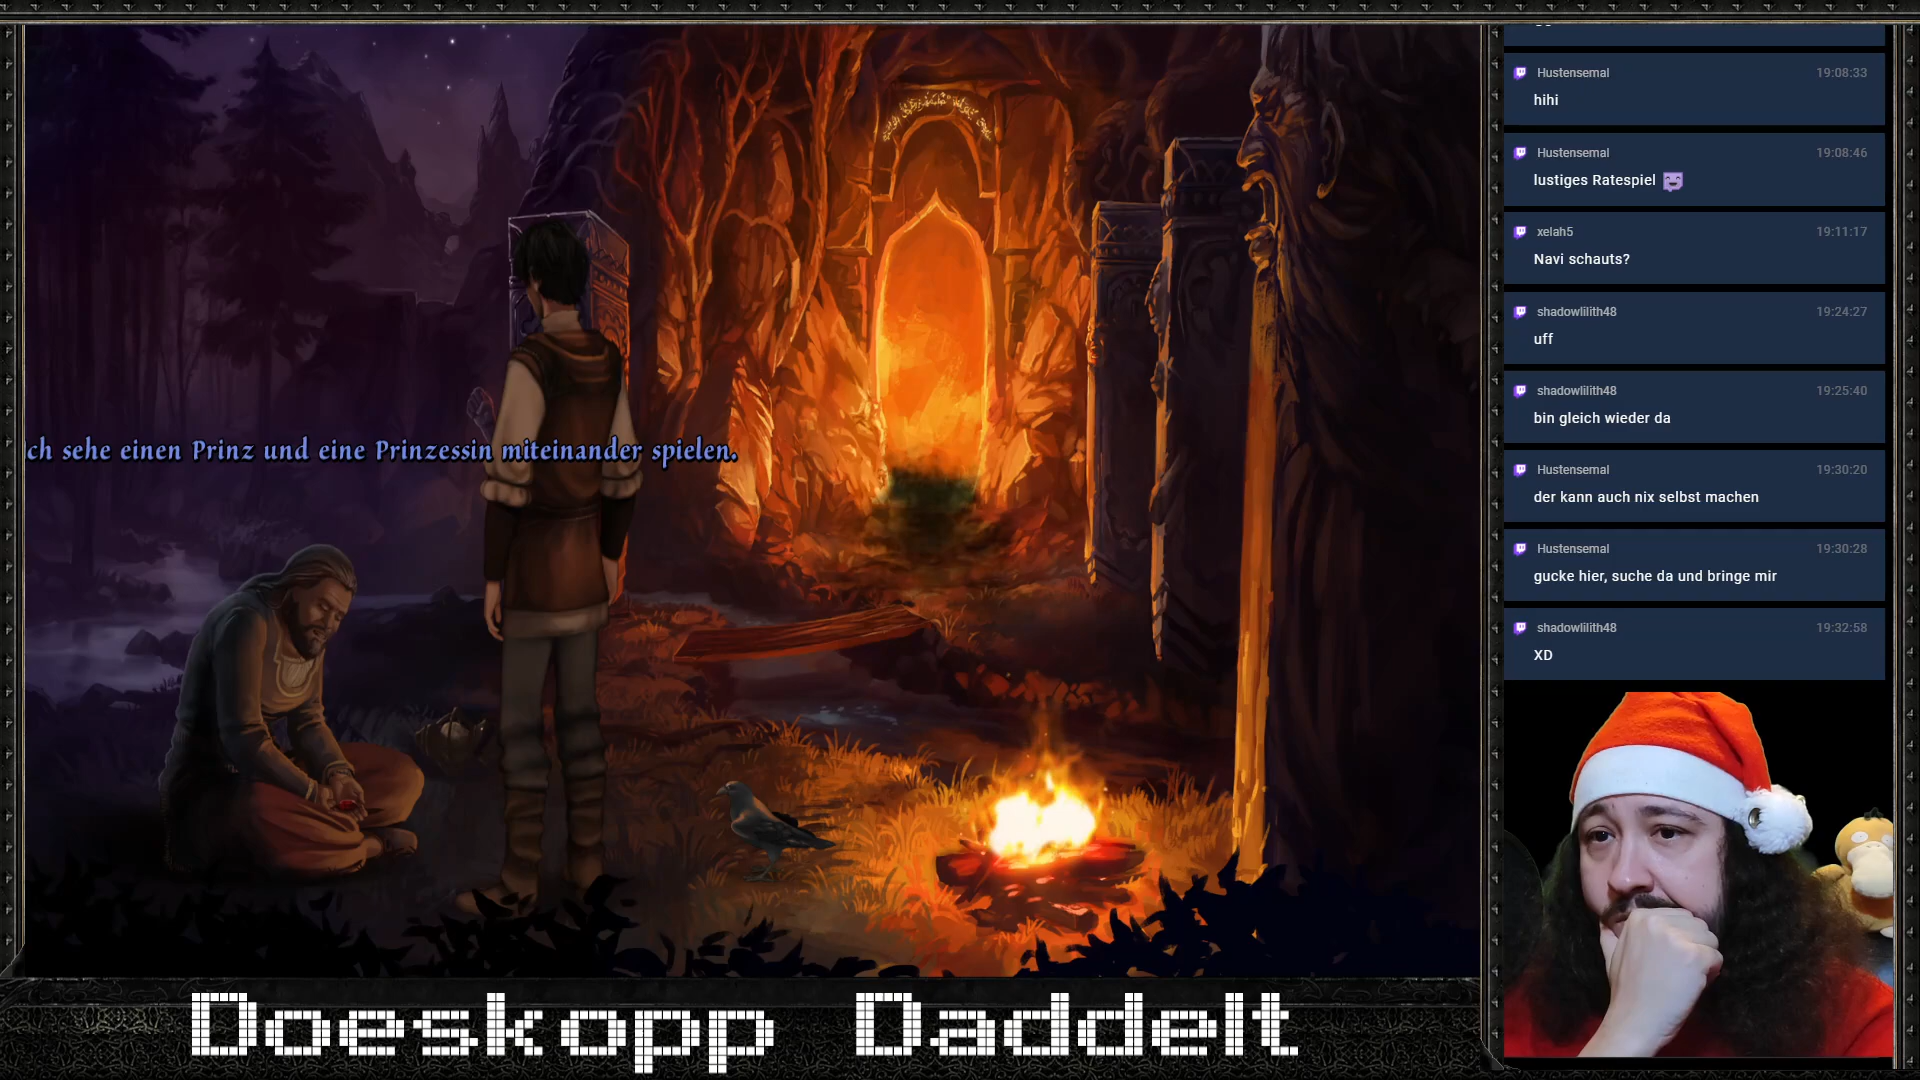 ch sehe einen Prinz und eine Prinzessin miteinander spielen.
Hustensemal 19:08:33
hihi
Hustensemal 19:08:46
lustiges Ratespiel
xelah5 19:11:17
Navi schauts?
shadowlilith48 19:24:27
uff
shadowlilith48 19:25:40
bin gleich wieder da
Hustensemal 19:30:20
der kann auch nix selbst machen
Hustensemal 19:30:28
gucke hier, suche da und bringe mir
shadowlilith48 19:32:58
XD
Doeskopp Daddelt